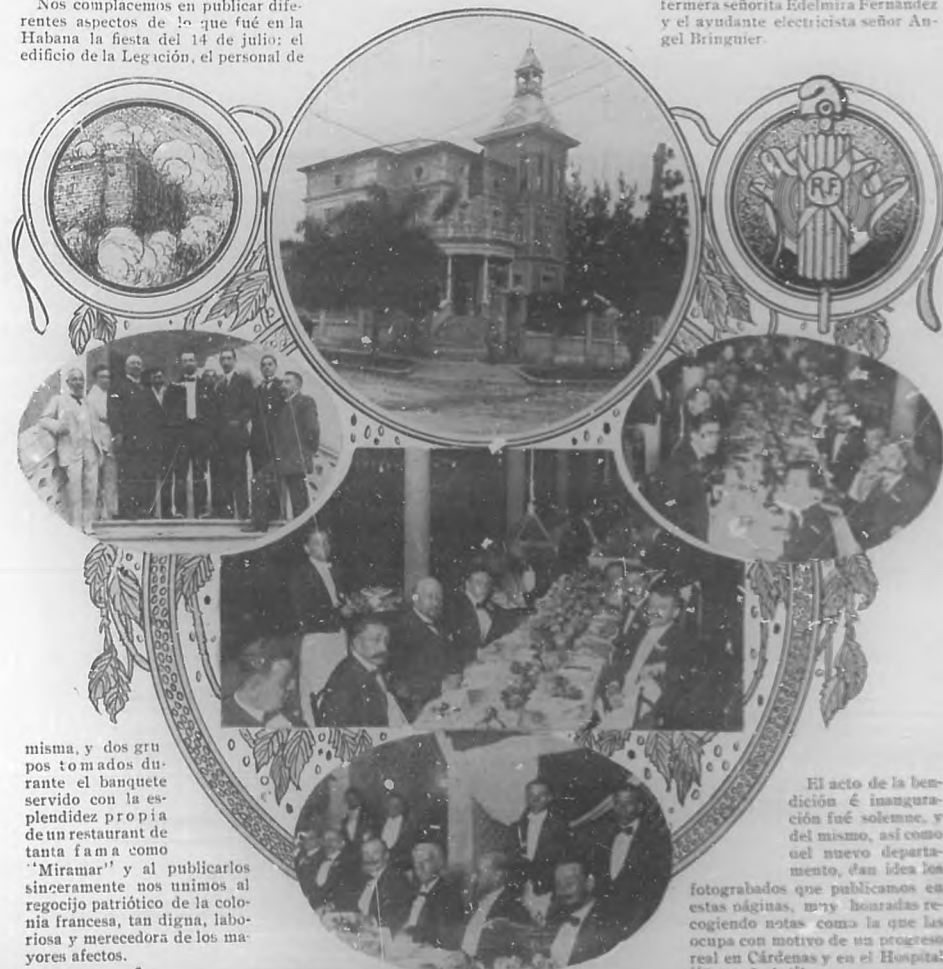 Nos complacemos en publicar dife-
rentes aspectos de lo que fué en la
Habana la fiesta del 14 de julio: el
edificio de la Legación, el personal de
misma, y dos gru
pos tomados du-
rante el banquete
servido con la es-
plendidez propia
de un restaurant de
tanta fama como
"Miramar" y al publicarlos
sinceramente nos unimos al
regocijo patriótico de la colo-
nia francesa, tan digna, labo-
riosa y merecedora de los ma-
yores afectos.
fermera señorita Edelmira Fernández
y el ayudante electricista señor An-
gel Bringuier.
R.F
El acto de la ben-
dición é inaugura-
ción fué solemne, y
del mismo, así como
del nuevo departa-
mento, dan idea los
fotograbados que publicamos en
estas páginas, muy honradas re-
cogiendo notas como la que las
ocupa con motivo de un progreso
real en Cárdenas y en el Hospital